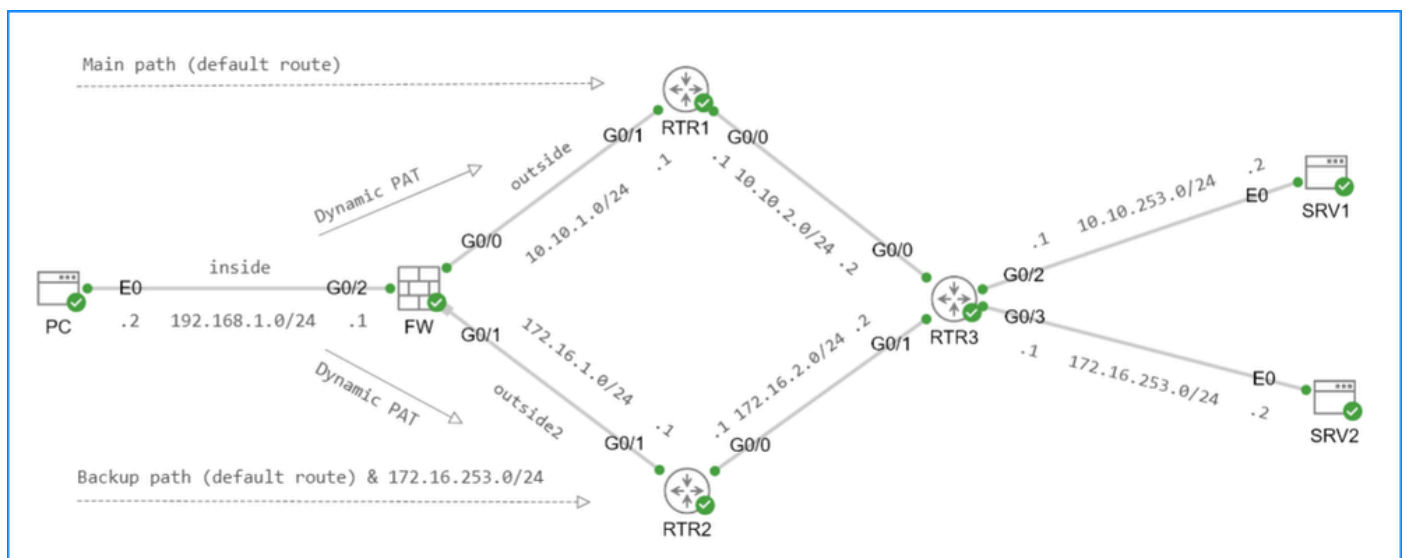 Main path (default route)
RTR1
G0/1
G0/0
outside
.1
.1 10.10.2.0/24 .2
Dynamic PAT
10.10.1.0/24
G0/0
.1 10.10.253.0/24 .2
E0
SRV1
G0/0
G0/2
inside
E0
G0/2
PC
.2 192.168.1.0/24 .1
FW
G0/3
RTR3
G0/1
172.16.1.0/24
.1 172.16.2.0/24 .2
G0/1
.1 172.16.253.0/24 .2
E0
SRV2
Dynamic PAT
outside2
.1
G0/1
G0/0
Backup path (default route) & 172.16.253.0/24
RTR2